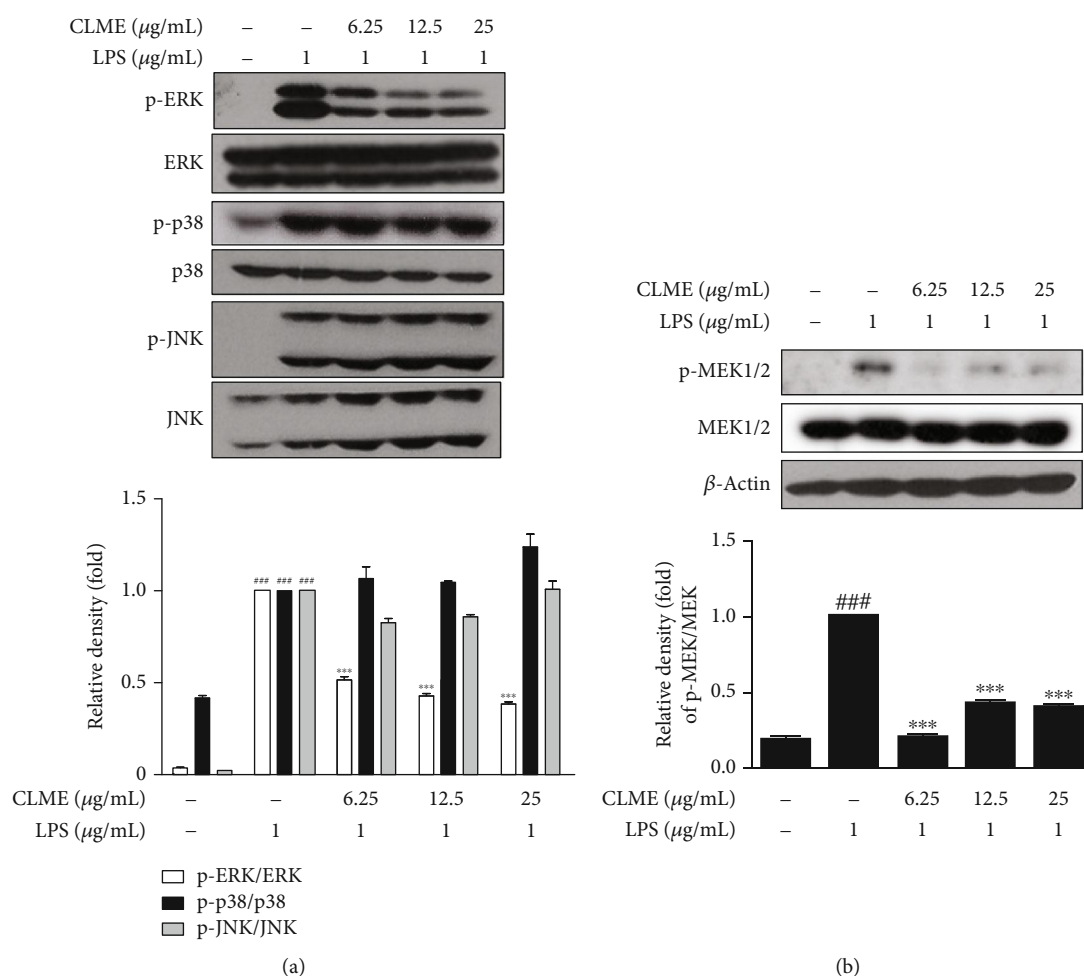 CLME (μg/mL) – – 6.25 12.5 25
LPS (μg/mL) – 1 1 1 1
p-ERK
ERK
p-p38
p38
p-JNK
JNK
1.5
1.0
0.5
0
Relative density (fold)
### ### ###
***
***
***
CLME (μg/mL) – – 6.25 12.5 25
LPS (μg/mL) – 1 1 1 1
p-ERK/ERK
p-p38/p38
p-JNK/JNK
(a)
CLME (μg/mL) – – 6.25 12.5 25
LPS (μg/mL) – 1 1 1 1
p-MEK1/2
MEK1/2
β-Actin
1.5
1.0
0.5
0.0
Relative density (fold)
of p-MEK/MEK
###
***
***
***
CLME (μg/mL) – – 6.25 12.5 25
LPS (μg/mL) – 1 1 1 1
(b)